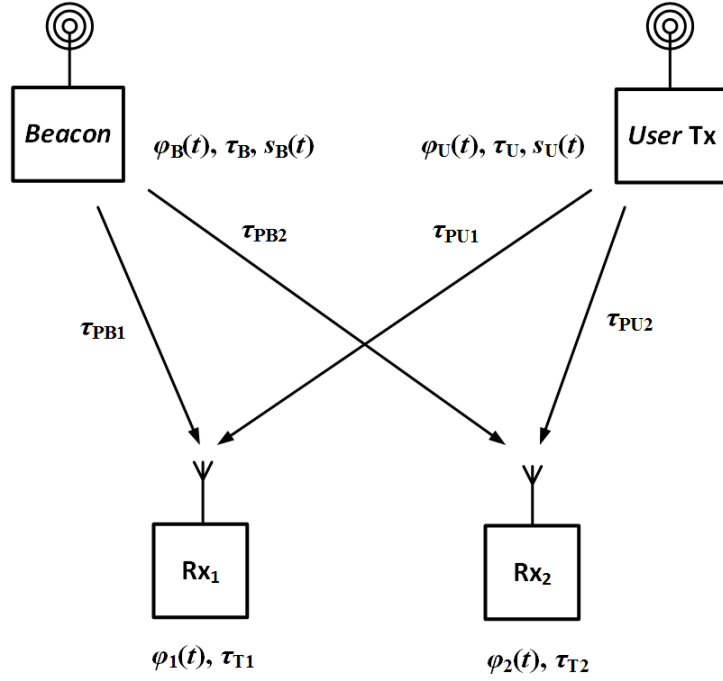 Beacon
User Tx
φB(t), τB, sB(t)
φU(t), τU, sU(t)
τPB2
τPU1
τPB1
τPU2
Rx1
Rx2
φ1(t), τT1
φ2(t), τT2